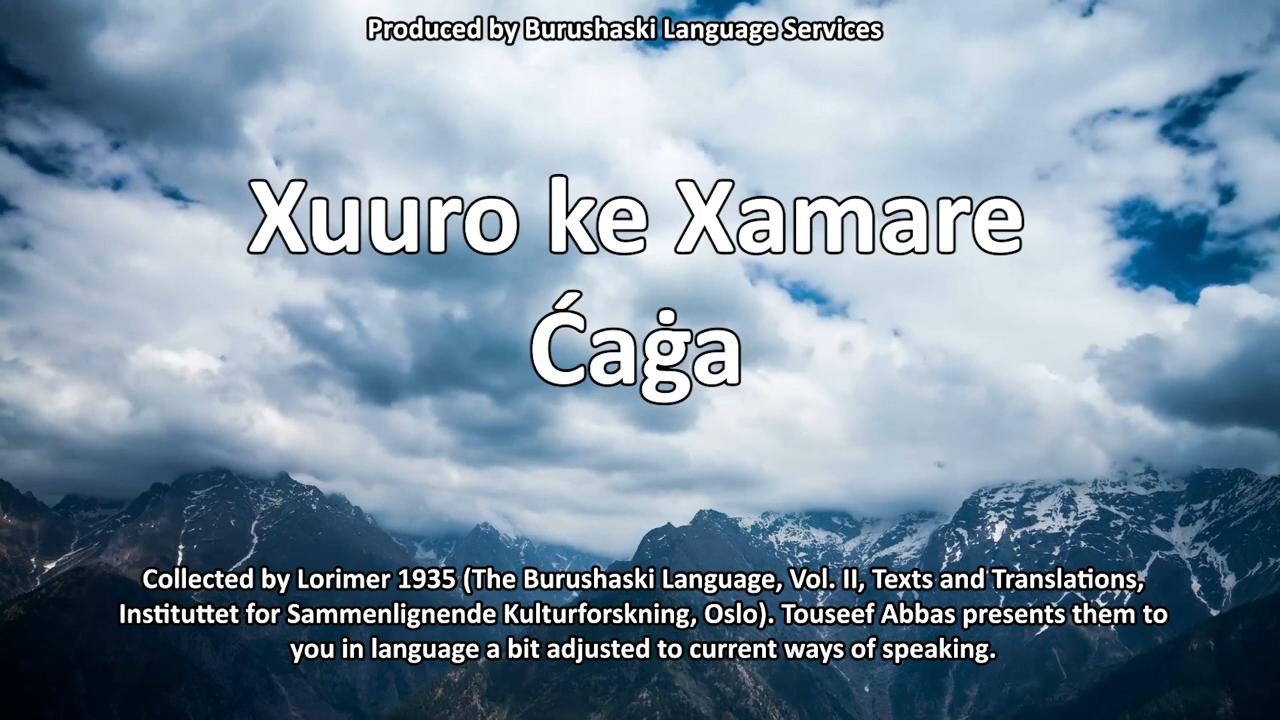 Produced by Burushaski Language Services
Xuuro ke Xamare
Ćaġa
Collected by Lorimer 1935 (The Burushaski Language, Vol. II, Texts and Translations,
Instituttet for Sammenlignende Kulturforskning, Oslo). Touseef Abbas presents them to
you in language a bit adjusted to current ways of speaking.